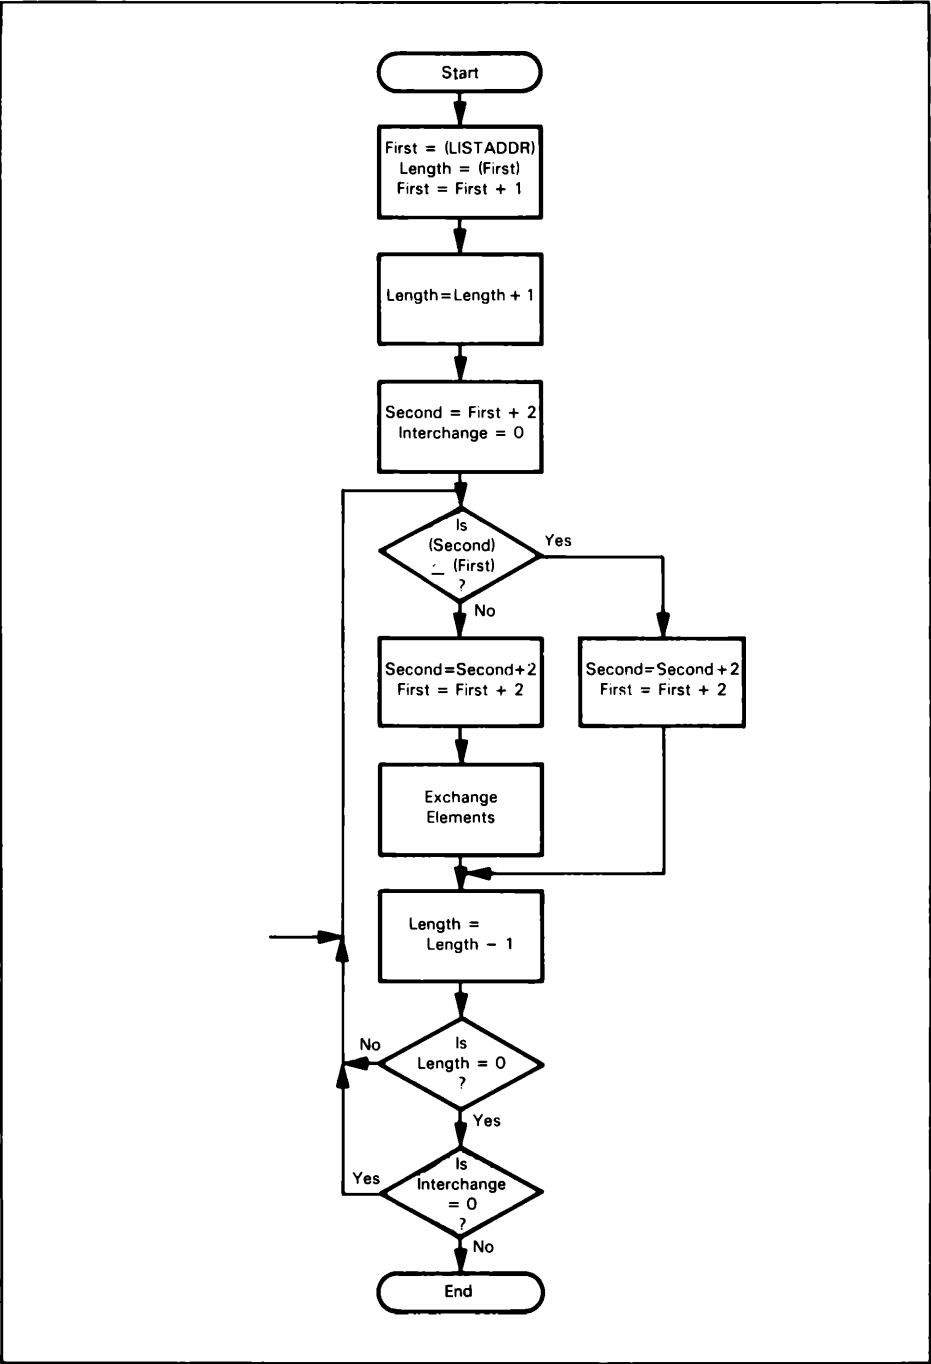 Start
First = (LISTADDR)
Length = (First)
First = First + 1
Length=Length + 1
Second = First + 2
Interchange = 0
Is
(Second)
(First)
?
Yes
No
Second=Second+2
First = First + 2
Second=Second+2
First = First + 2
Exchange
Elements
Length =
Length - 1
Is
Length = 0
?
No
Yes
Is
Interchange
= 0
?
Yes
No
End